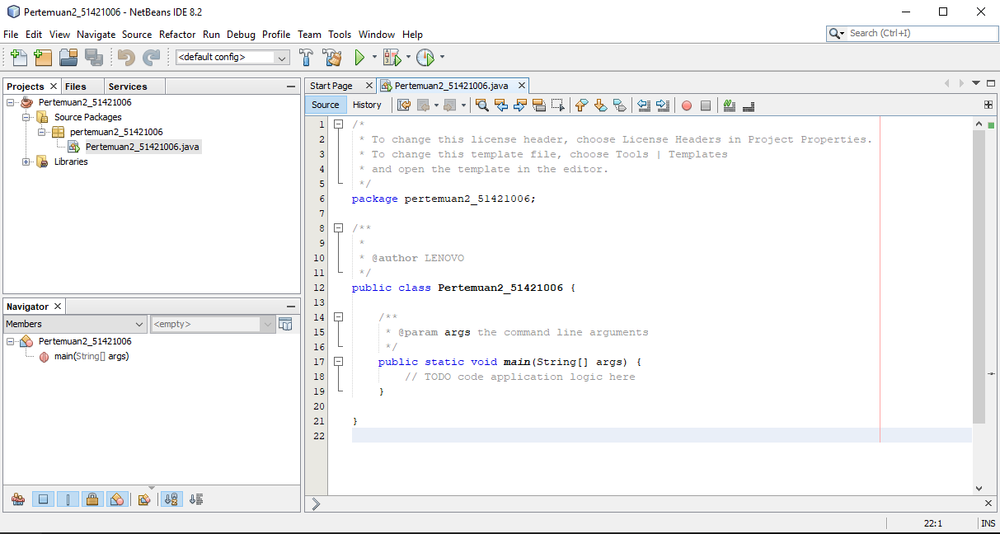 Pertemuan2_51421006 - NetBeans IDE 8.2
File Edit View Navigate Source Refactor Run Debug Profile Team Tools Window Help
Search (Ctrl+I)
<default config>
Projects Files Services
Pertemuan2_51421006
Source Packages
pertemuan2_51421006
Pertemuan2_51421006.java
Libraries
Navigator
Members <empty>
Pertemuan2_51421006
main(String[] args)
Start Page Pertemuan2_51421006.java
Source History
1 /*
2 * To change this license header, choose License Headers in Project Properties.
3 * To change this template file, choose Tools | Templates
4 * and open the template in the editor.
5 */
6 package pertemuan2_51421006;
7
8 /**
9 *
10 * @author LENOVO
11 */
12 public class Pertemuan2_51421006 {
13
14 /**
15 * @param args the command line arguments
16 */
17 public static void main(String[] args) {
18 // TODO code application logic here
19 }
20
21 }
22
22:1 INS